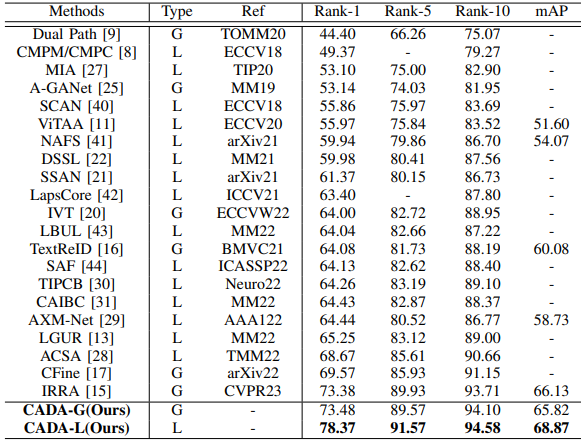 Methods Type Ref Rank-1 Rank-5 Rank-10 mAP
Dual Path [9] G TOMM20 44.40 66.26 75.07 -
CMPM/CMPC [8] L ECCV18 49.37 - 79.27 -
MIA [27] L TIP20 53.10 75.00 82.90 -
A-GANet [25] G MM19 53.14 74.03 81.95 -
SCAN [40] L ECCV18 55.86 75.97 83.69 -
ViTAA [11] L ECCV20 55.97 75.84 83.52 51.60
NAFS [41] L arXiv21 59.94 79.86 86.70 54.07
DSSL [22] L MM21 59.98 80.41 87.56 -
SSAN [21] L arXiv21 61.37 80.15 86.73 -
LapsCore [42] L ICCV21 63.40 - 87.80 -
IVT [20] G ECCVW22 64.00 82.72 88.95 -
LBUL [43] L MM22 64.04 82.66 87.22 -
TextReID [16] G BMVC21 64.08 81.73 88.19 60.08
SAF [44] L ICASSP22 64.13 82.62 88.40 -
TIPCB [30] L Neuro22 64.26 83.19 89.10 -
CAIBC [31] L MM22 64.43 82.87 88.37 -
AXM-Net [29] L AAA122 64.44 80.52 86.77 58.73
LGUR [13] L MM22 65.25 83.12 89.00 -
ACSA [28] L TMM22 68.67 85.61 90.66 -
CFine [17] G arXiv22 69.57 85.93 91.15 -
IRRA [15] G CVPR23 73.38 89.93 93.71 66.13
CADA-G(Ours) G - 73.48 89.57 94.10 65.82
CADA-L(Ours) L - 78.37 91.57 94.58 68.87